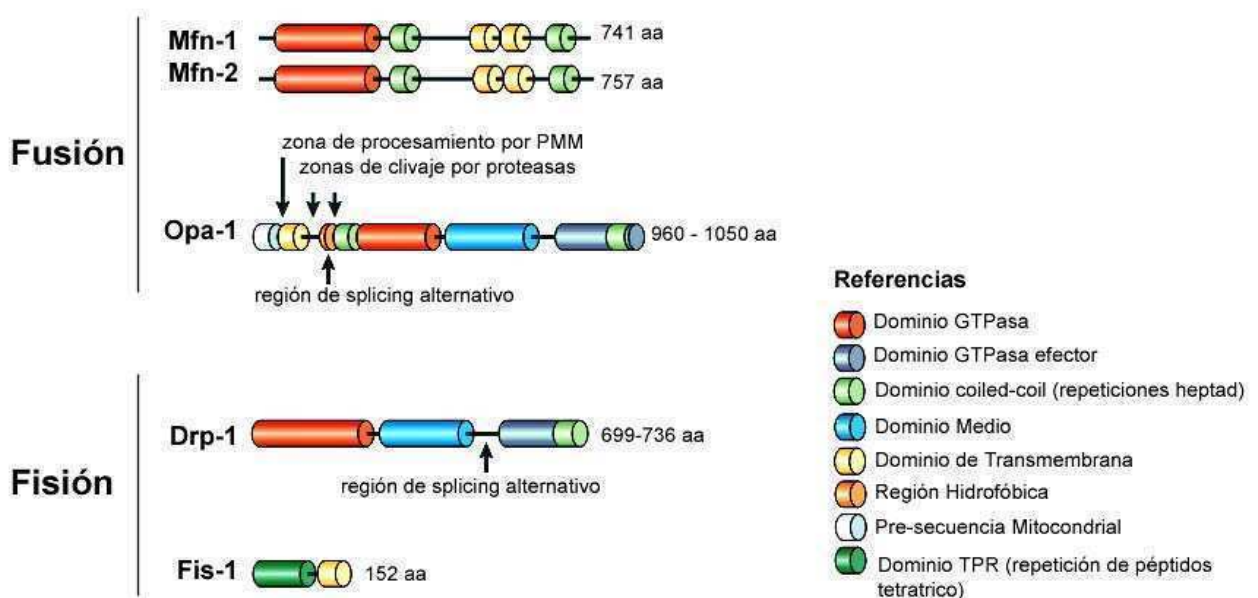 Fusión
Mfn-1
741 aa
Mfn-2
757 aa
zona de procesamiento por PMM
zonas de clivaje por proteasas
Opa-1
960 - 1050 aa
región de splicing alternativo
Fisión
Drp-1
699-736 aa
región de splicing alternativo
Fis-1
152 aa
Referencias
Dominio GTPasa
Dominio GTPasa efector
Dominio coiled-coil (repeticiones heptad)
Dominio Medio
Dominio de Transmembrana
Región Hidrofóbica
Pre-secuencia Mitocondrial
Dominio TPR (repetición de péptidos
tetratrico)